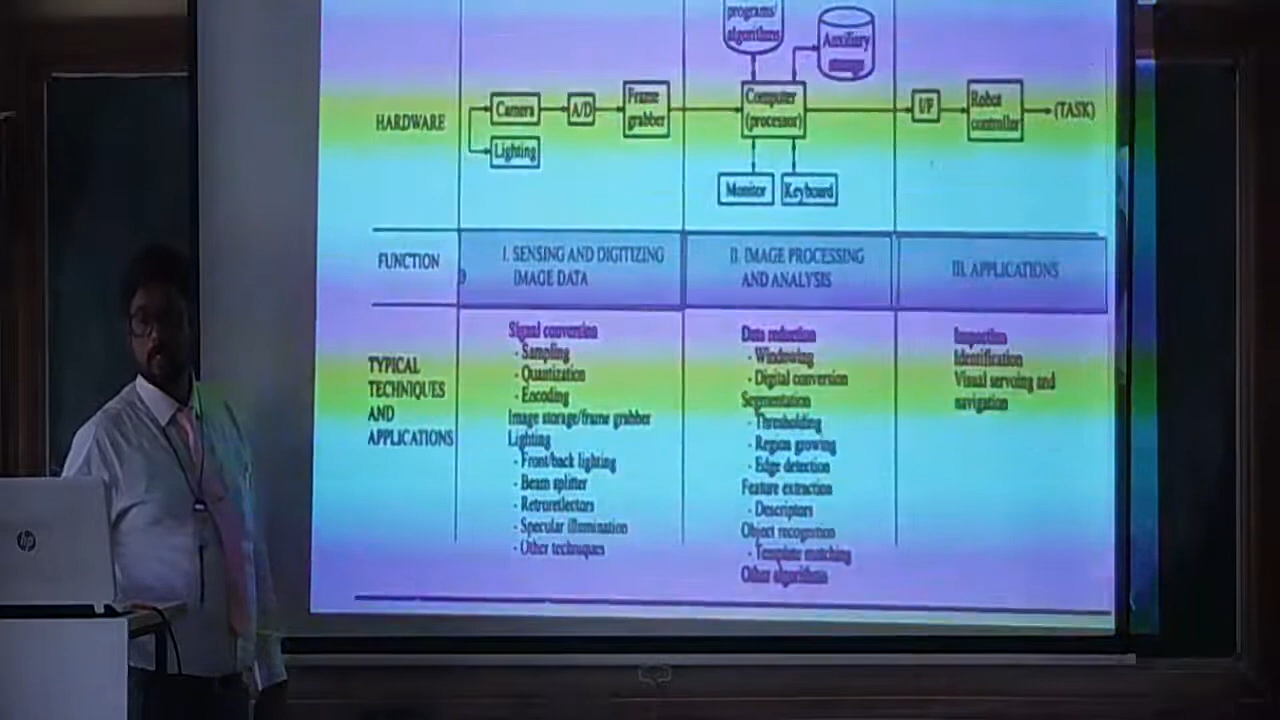 programs/
algorithms
Auxiliary
storage
HARDWARE
Camera
A/D
Frame
grabber
Computer
(processor)
I/F
Robot
controller
(TASK)
Lighting
Monitor
Keyboard
FUNCTION
I. SENSING AND DIGITIZING
IMAGE DATA
II. IMAGE PROCESSING
AND ANALYSIS
III. APPLICATIONS
TYPICAL
TECHNIQUES
AND
APPLICATIONS
Signal conversion
- Sampling
- Quantization
- Encoding
Image storage/frame grabber
Lighting
- Front/back lighting
- Beam splitter
- Retroreflectors
- Specular illumination
- Other techniques
Data reduction
- Windowing
- Digital conversion
Segmentation
- Thresholding
- Region growing
- Edge detection
Feature extraction
- Descriptors
Object recognition
- Template matching
Other algorithms
Inspection
Identification
Visual servoing and
navigation
hp